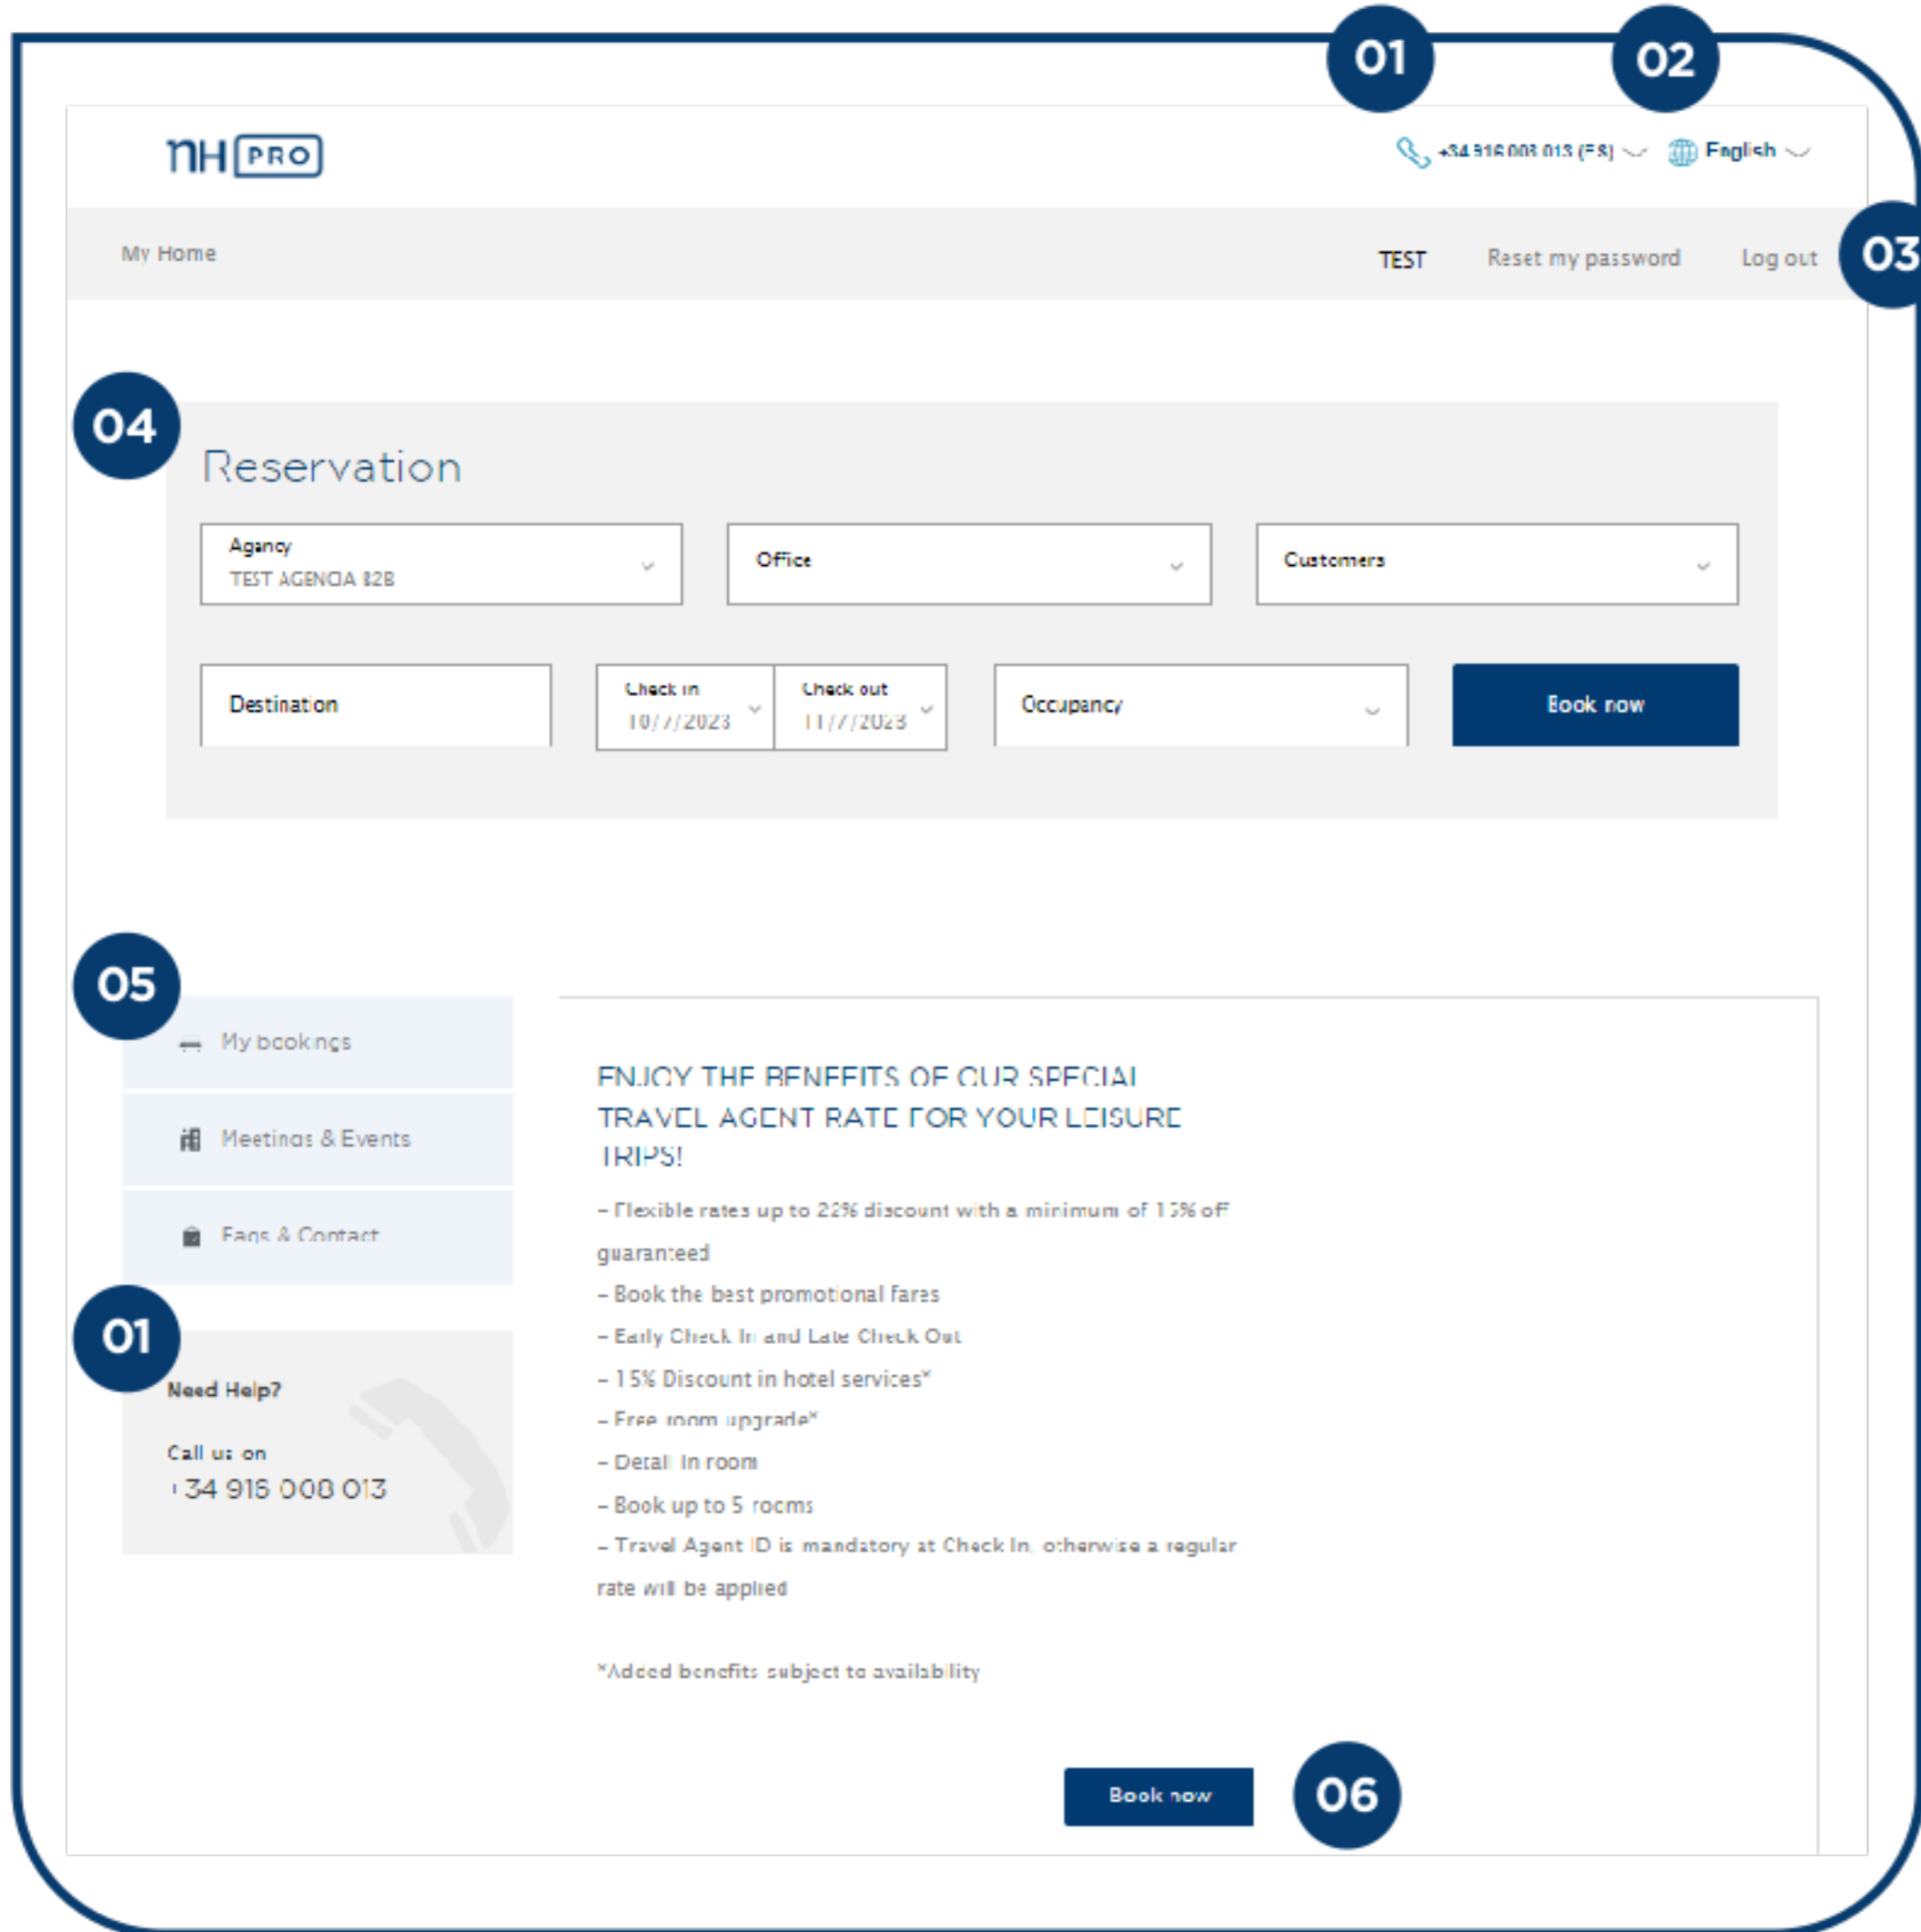 01
02
nH PRO
+34 916 008 013 (ES)
English
My Home
TEST
Reset my password
Log out
03
04
Reservation
Agency
TEST AGENCIA B2B
Office
Customers
Destination
Check in
10/7/2023
Check out
11/7/2023
Occupancy
Book now
05
My bookings
Meetings & Events
Faqs & Contact
01
Need Help?
Call us on
+34 916 008 013
ENJOY THE BENEFITS OF OUR SPECIAL
TRAVEL AGENT RATE FOR YOUR LEISURE
TRIPS!
– Flexible rates up to 22% discount with a minimum of 15% off
guaranteed
– Book the best promotional fares
– Early Check In and Late Check Out
– 15% Discount in hotel services*
– Free room upgrade*
– Detail In room
– Book up to 5 rooms
– Travel Agent ID is mandatory at Check In, otherwise a regular
rate will be applied
*Added benefits subject to availability
Book now
06